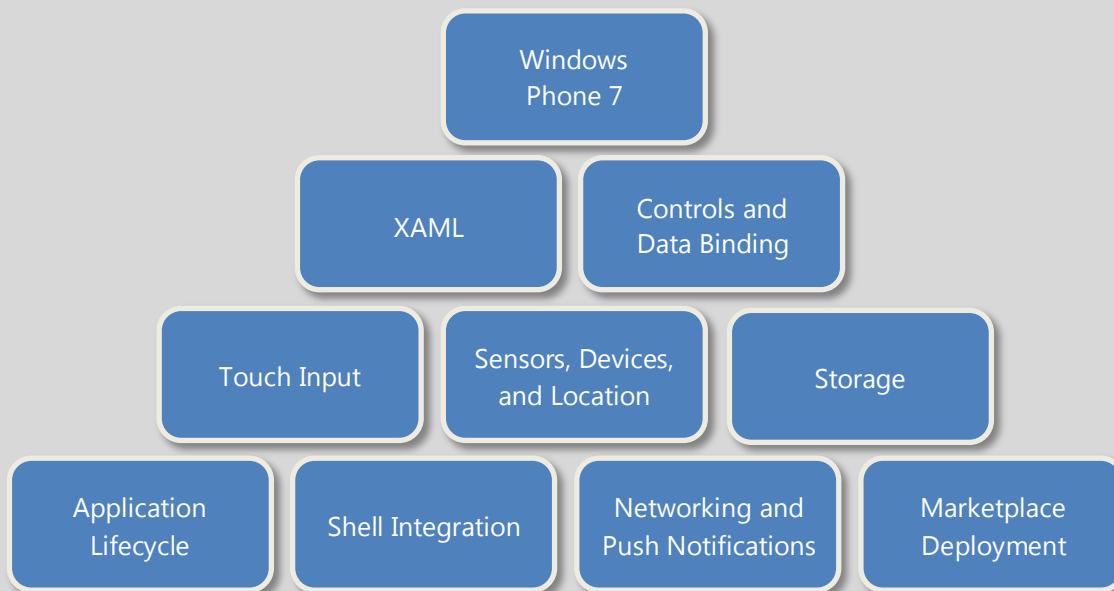 Windows
Phone 7
XAML
Controls and
Data Binding
Touch Input
Sensors, Devices,
and Location
Storage
Application
Lifecycle
Shell Integration
Networking and
Push Notifications
Marketplace
Deployment